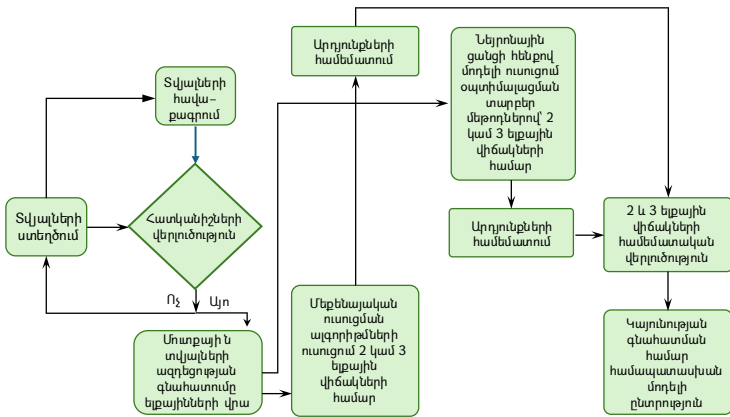 Տվյալների
հավա–
քագրում
Տվյալների
ստեղծում
Հատկանիշների
վերլուծություն
Ոչ
Այո
Մուտքային
տվյալների
ազդեցության
գնահատումը
ելքայինների վրա
Մեքենայական
ուսուցման
ալգորիթմների
ուսուցում 2 կամ 3
ելքային
վիճակների
համար
Արդյունքների
համեմատում
Նեյրոնային
ցանցի հենքով
մոդելի ուսուցում
օպտիմալացման
տարբեր
մեթոդներով՝ 2
կամ 3 ելքային
վիճակների
համար
Արդյունքների
համեմատում
2 և 3 ելքային
վիճակների
համեմատական
վերլուծություն
Կայունության
գնահատման
համար
համապատասխան
մոդելի
ընտրություն